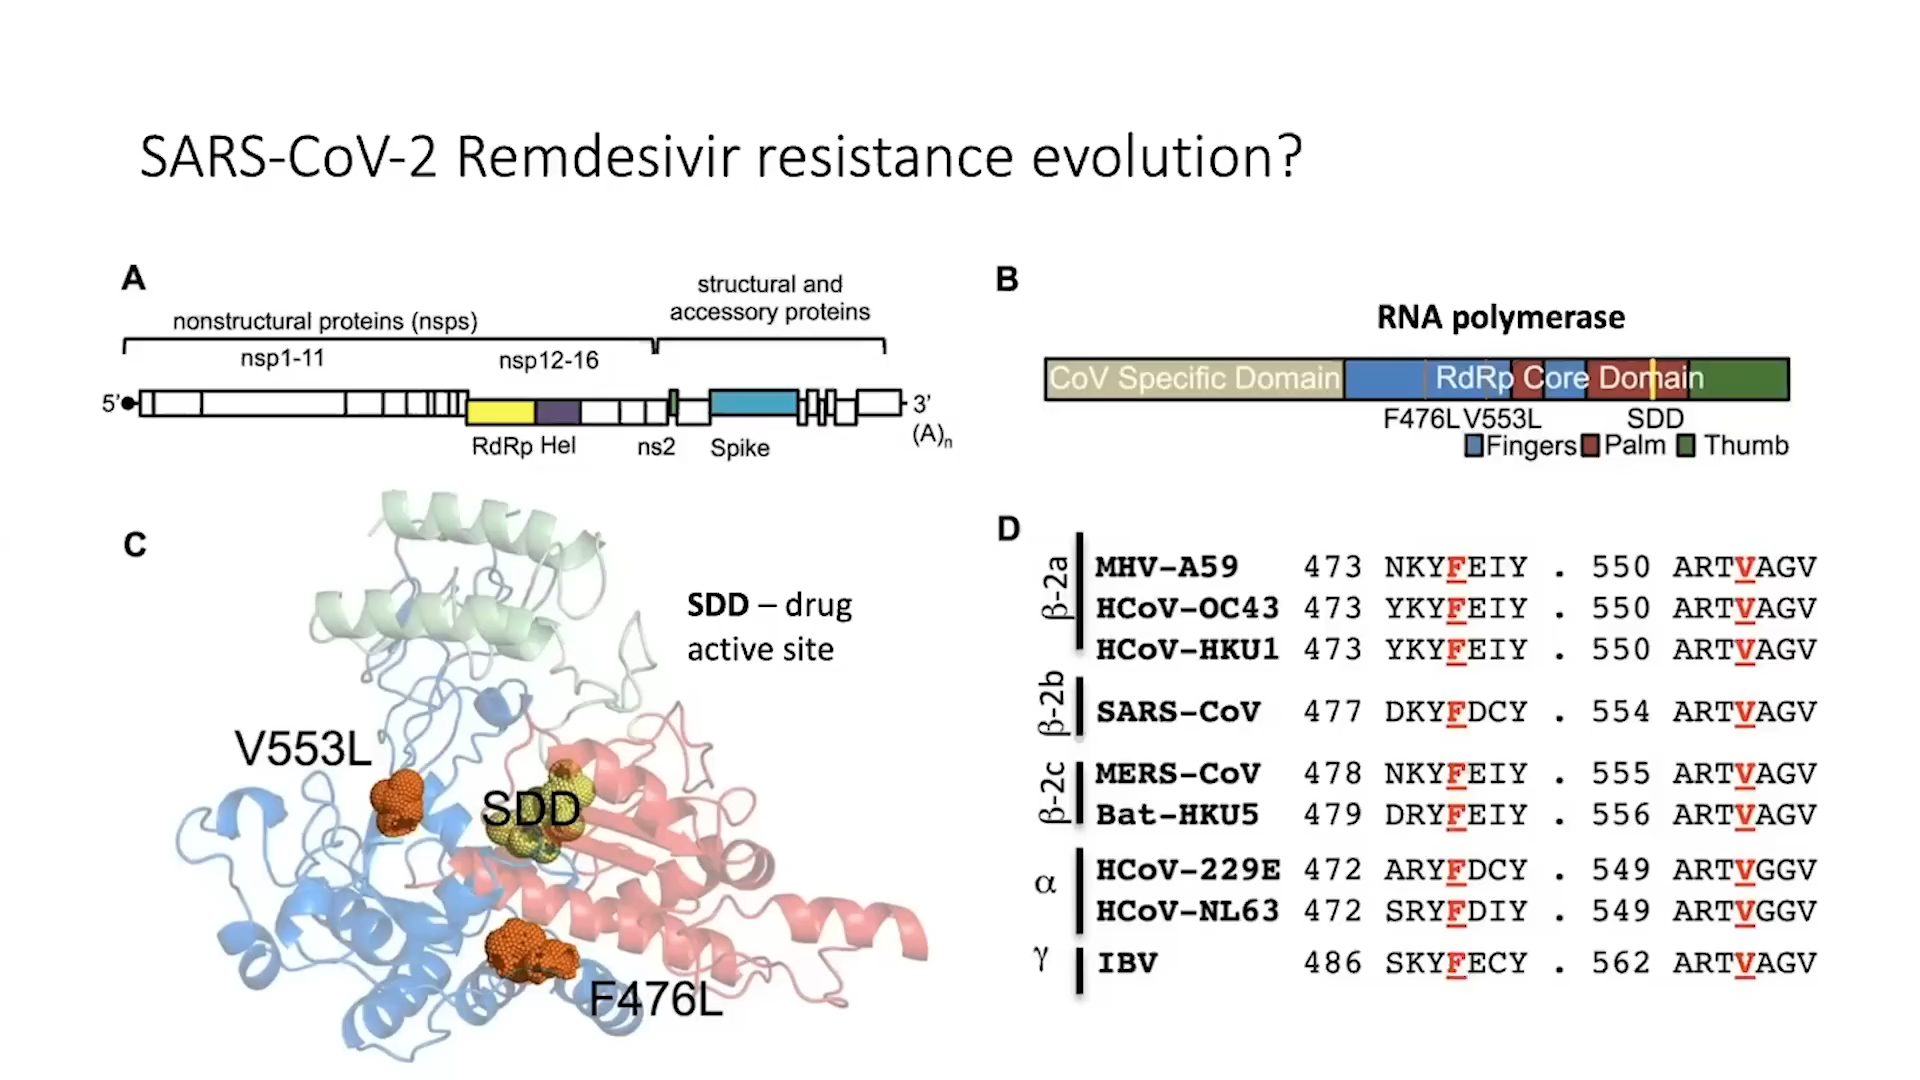 SARS-CoV-2 Remdesivir resistance evolution?
A
structural and
accessory proteins
nonstructural proteins (nsps)
nsp1-11
nsp12-16
5’
3’
(A)n
RdRp Hel
ns2
Spike
B
RNA polymerase
CoV Specific Domain
RdRp Core Domain
F476L V553L SDD
Fingers Palm Thumb
C
SDD – drug
active site
V553L
SDD
F476L
D
β-2a
MHV-A59 473 NKYFEIY . 550 ARTVAGV
HCoV-OC43 473 YKYFEIY . 550 ARTVAGV
HCoV-HKU1 473 YKYFEIY . 550 ARTVAGV
β-2b
SARS-CoV 477 DKYFDCY . 554 ARTVAGV
β-2c
MERS-CoV 478 NKYFEIY . 555 ARTVAGV
Bat-HKU5 479 DRYFEIY . 556 ARTVAGV
α
HCoV-229E 472 ARYFDCY . 549 ARTVGGV
HCoV-NL63 472 SRYFDIY . 549 ARTVGGV
γ
IBV 486 SKYFECY . 562 ARTVAGV